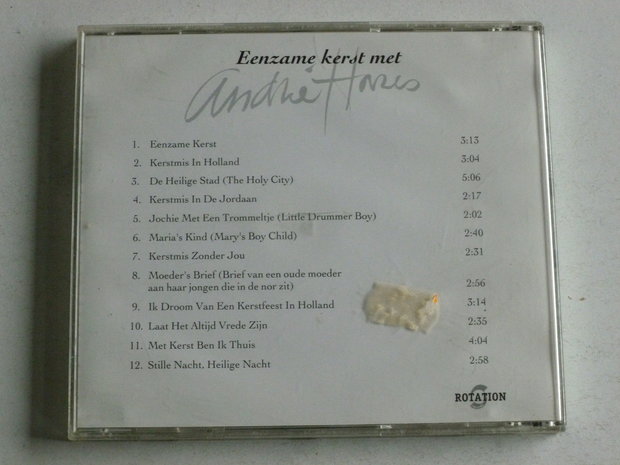 Eenzame kerst met
André Hazes
1. Eenzame Kerst 3:13
2. Kerstmis In Holland 3:04
3. De Heilige Stad (The Holy City) 5:06
4. Kerstmis In De Jordaan 2:17
5. Jochie Met Een Trommeltje (Little Drummer Boy) 2:02
6. Maria's Kind (Mary's Boy Child) 2:40
7. Kerstmis Zonder Jou 2:31
8. Moeder's Brief (Brief van een oude moeder
aan haar jongen die in de nor zit) 2:56
9. Ik Droom Van Een Kerstfeest In Holland 3:14
10. Laat Het Altijd Vrede Zijn 2:35
11. Met Kerst Ben Ik Thuis 4:04
12. Stille Nacht, Heilige Nacht 2:58
ROTATION